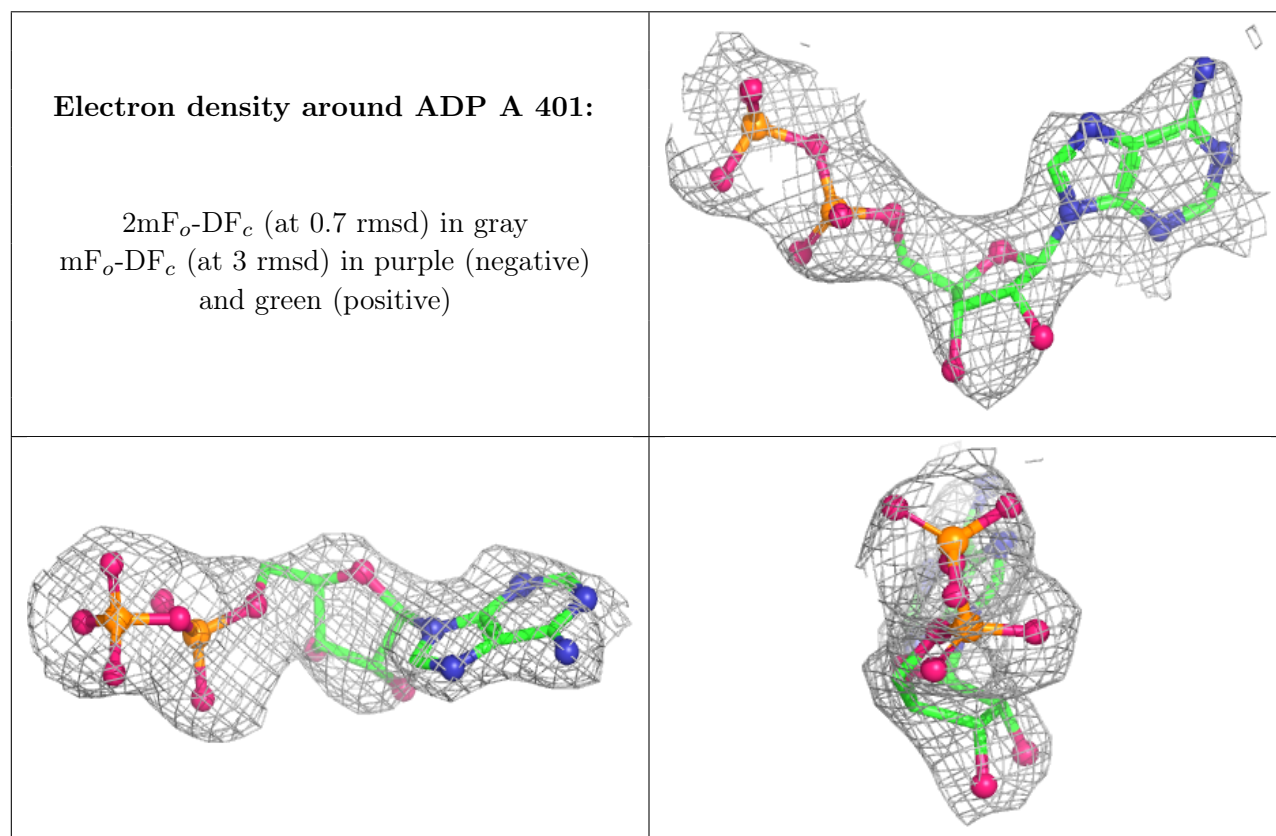 Electron density around ADP A 401:
2mFo-DFc (at 0.7 rmsd) in gray
mFo-DFc (at 3 rmsd) in purple (negative)
and green (positive)